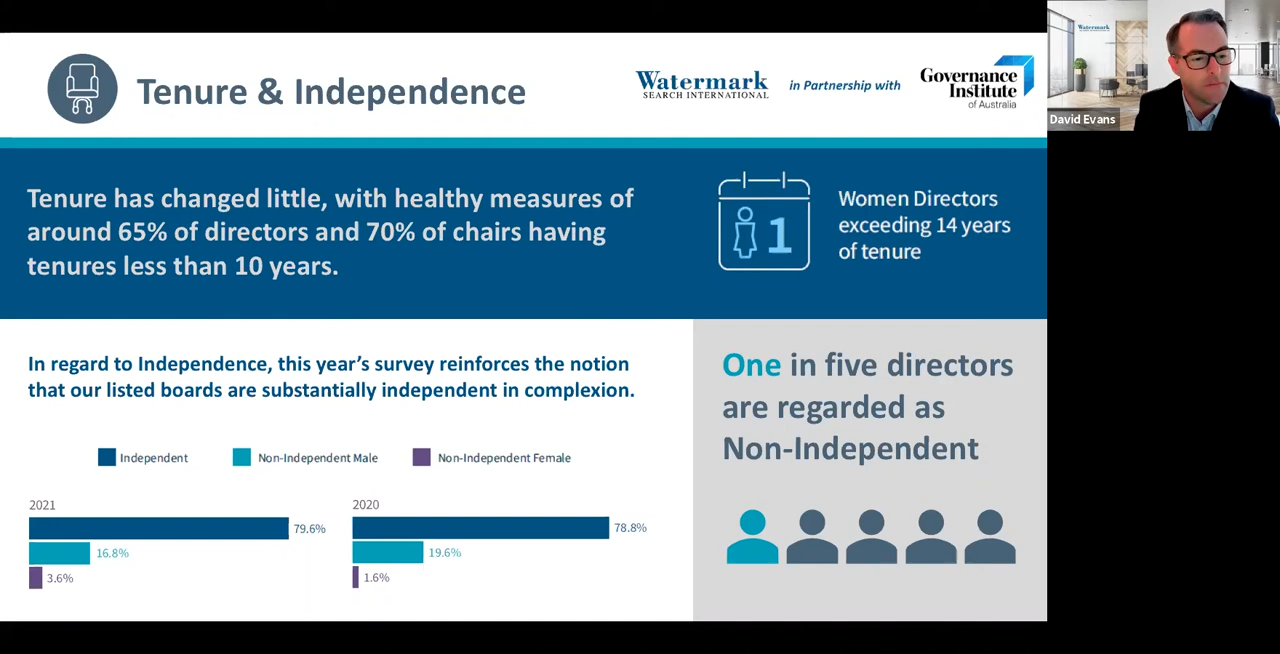 Tenure & Independence
Watermark
SEARCH INTERNATIONAL
in Partnership with
Governance
Institute
of Australia
Watermark
David Evans
Tenure has changed little, with healthy measures of
around 65% of directors and 70% of chairs having
tenures less than 10 years.
1
Women Directors
exceeding 14 years
of tenure
In regard to Independence, this year’s survey reinforces the notion
that our listed boards are substantially independent in complexion.
Independent
Non-Independent Male
Non-Independent Female
2021
79.6%
16.8%
3.6%
2020
78.8%
19.6%
1.6%
One in five directors
are regarded as
Non-Independent